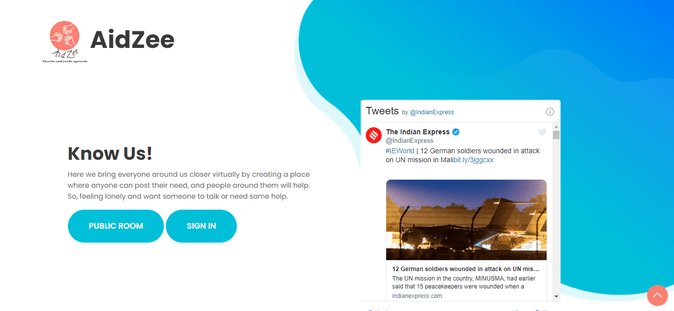 AidZee
AidZee
Tweets by @IndianExpress
The Indian Express
@IndianExpress
#IEWorld | 12 German soldiers wounded in attack
on UN mission in Malibit.ly/3jggcxx
Know Us!
Here we bring everyone around us closer virtually by creating a place
where anyone can post their need, and people around them will help.
So, feeling lonely and want someone to talk or need some help.
PUBLIC ROOM
SIGN IN
12 German soldiers wounded in attack on UN mis...
The UN mission in the country, MINUSMA, had earlier
said that 15 peacekeepers were wounded when a
indianexpress.com